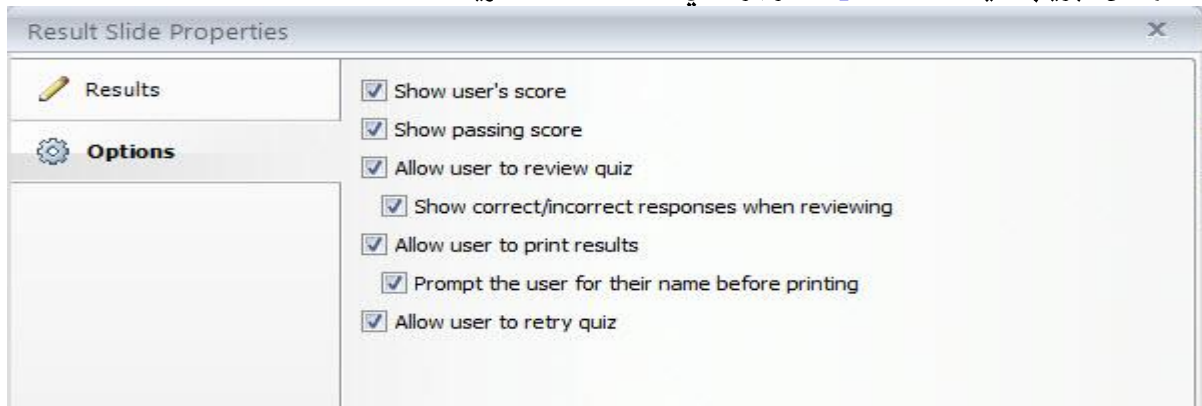 Result Slide Properties
Results
Options
Show user's score
Show passing score
Allow user to review quiz
Show correct/incorrect responses when reviewing
Allow user to print results
Prompt the user for their name before printing
Allow user to retry quiz